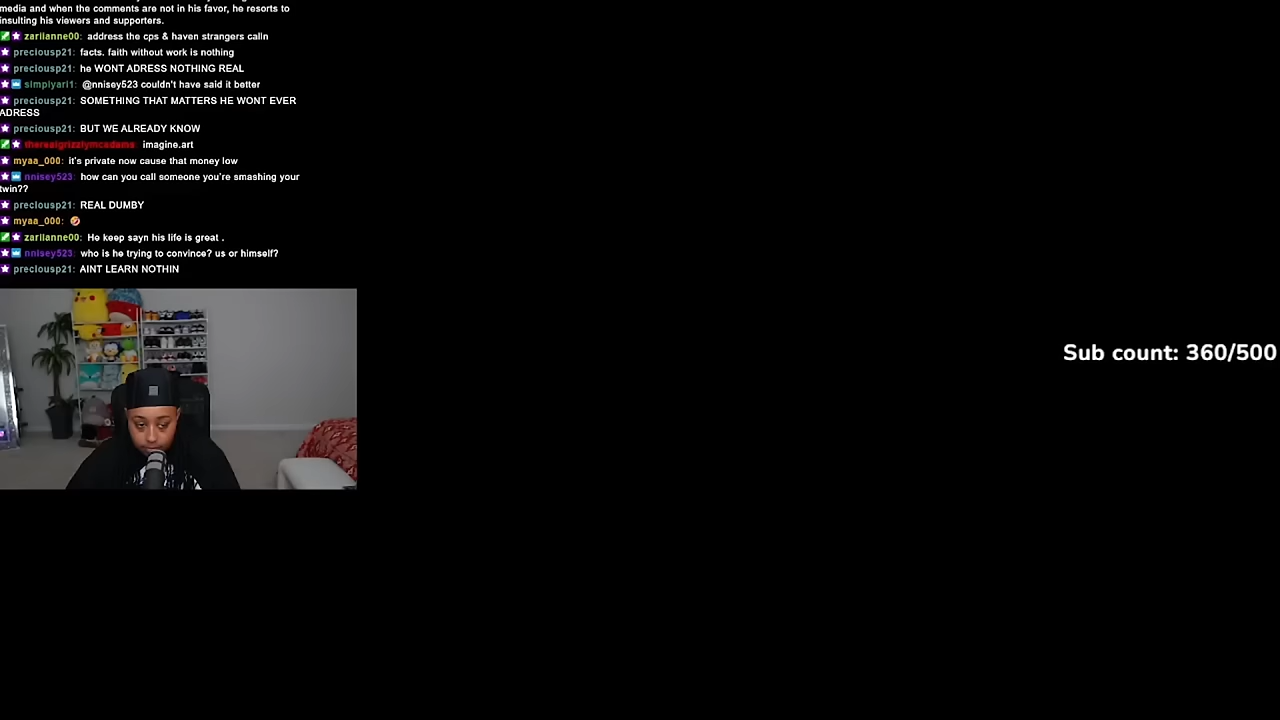 media and when the comments are not in his favor, he resorts to
insulting his viewers and supporters.
zariianne00: address the cps & haven strangers calln
preciousp21: facts. faith without work is nothing
preciousp21: he WONT ADRESS NOTHING REAL
simplyari1: @nnisey523 couldn't have said it better
preciousp21: SOMETHING THAT MATTERS HE WONT EVER
ADRESS
preciousp21: BUT WE ALREADY KNOW
therealgrizzlymcadams imagine.art
myaa_000: it's private now cause that money low
nnisey523: how can you call someone you're smashing your
twin??
preciousp21: REAL DUMBY
myaa_000:
zariianne00: He keep sayn his life is great .
nnisey523: who is he trying to convince? us or himself?
preciousp21: AINT LEARN NOTHIN
Sub count: 360/500